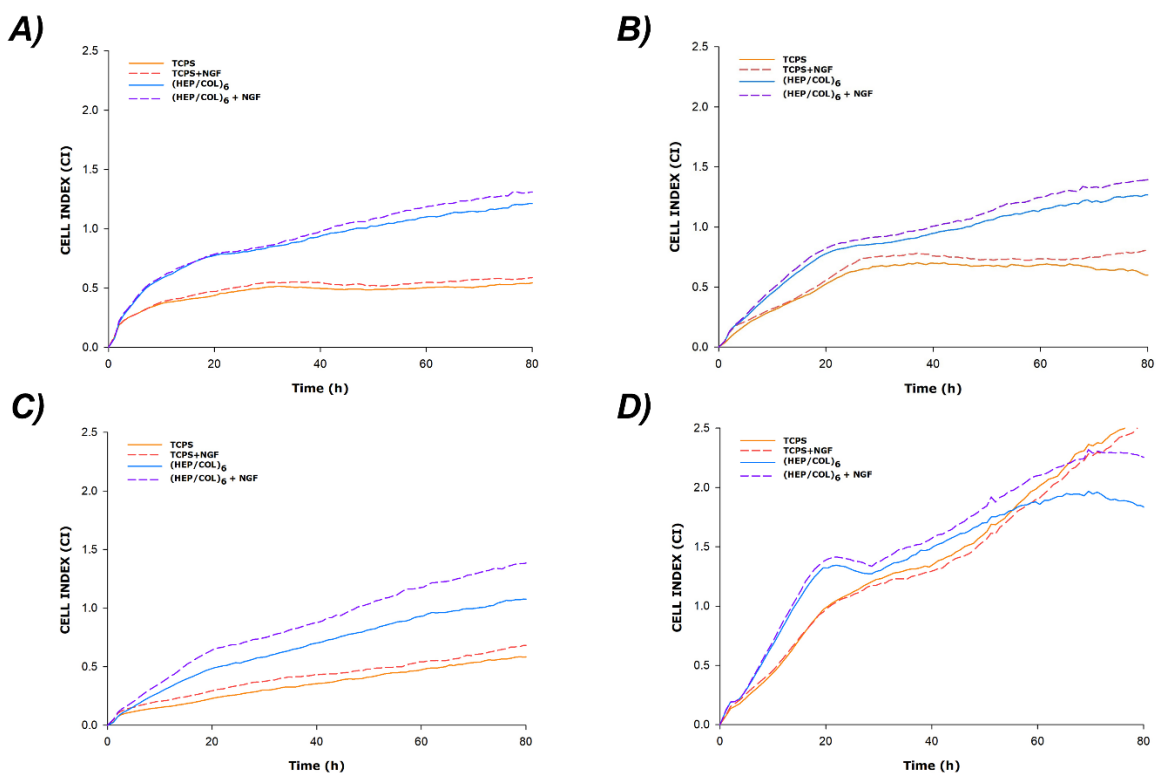 A)
2.5
2.0
1.5
1.0
0.5
0.0
CELL INDEX (CI)
TCPS
TCPS+NGF
(HEP/COL)6
(HEP/COL)6 + NGF
0 20 40 60 80
Time (h)
B)
2.5
2.0
1.5
1.0
0.5
0.0
CELL INDEX (CI)
TCPS
TCPS+NGF
(HEP/COL)6
(HEP/COL)6 + NGF
0 20 40 60 80
Time (h)
C)
2.5
2.0
1.5
1.0
0.5
0.0
CELL INDEX (CI)
TCPS
TCPS+NGF
(HEP/COL)6
(HEP/COL)6 + NGF
0 20 40 60 80
Time (h)
D)
2.5
2.0
1.5
1.0
0.5
0.0
CELL INDEX (CI)
TCPS
TCPS+NGF
(HEP/COL)6
(HEP/COL)6 + NGF
0 20 40 60 80
Time (h)